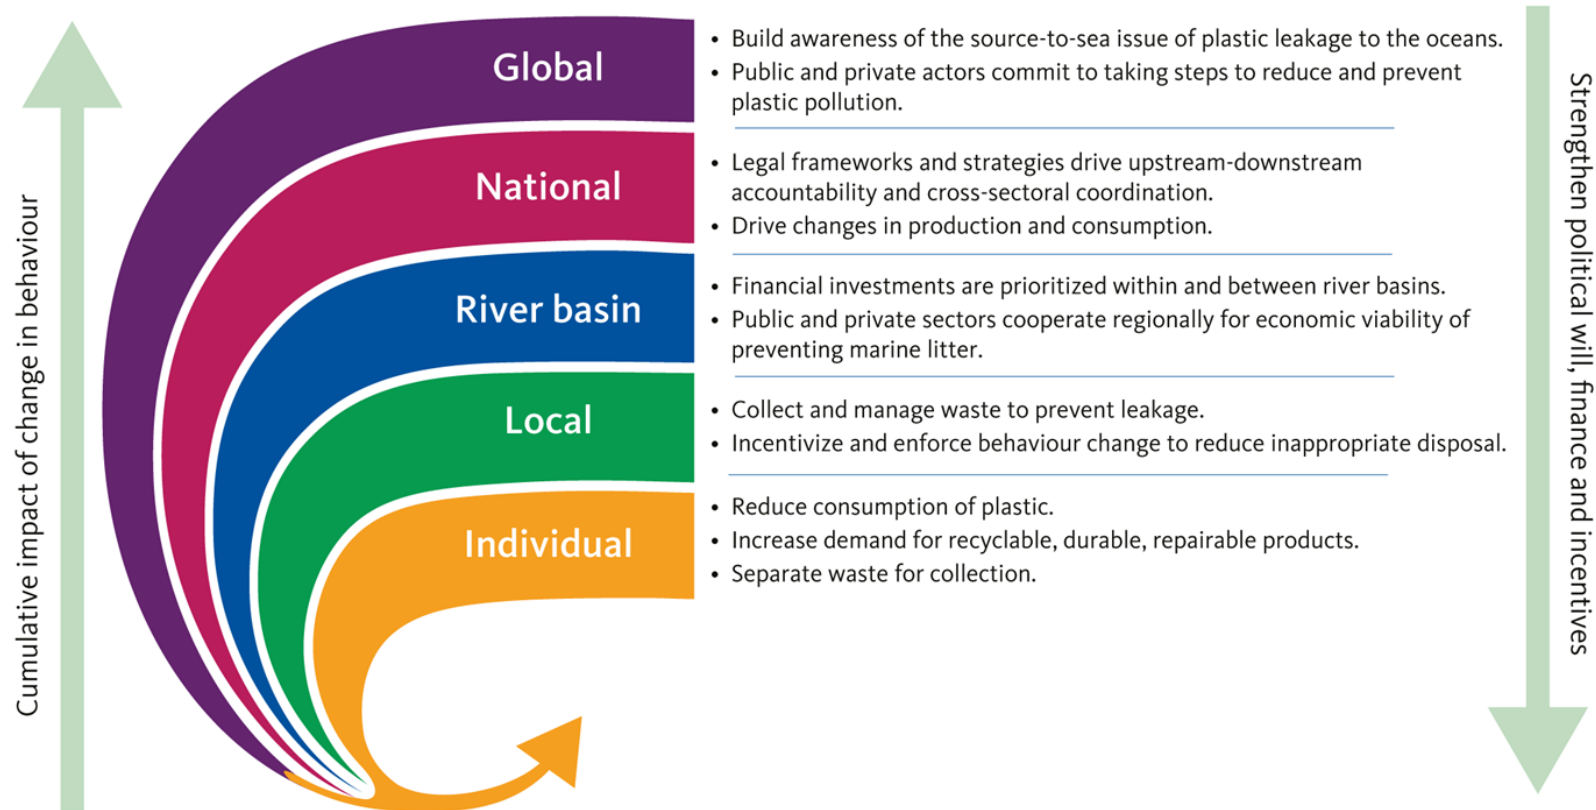 Cumulative impact of change in behaviour
Global
• Build awareness of the source-to-sea issue of plastic leakage to the oceans.
• Public and private actors commit to taking steps to reduce and prevent
plastic pollution.
National
• Legal frameworks and strategies drive upstream-downstream
accountability and cross-sectoral coordination.
• Drive changes in production and consumption.
River basin
• Financial investments are prioritized within and between river basins.
• Public and private sectors cooperate regionally for economic viability of
preventing marine litter.
Local
• Collect and manage waste to prevent leakage.
• Incentivize and enforce behaviour change to reduce inappropriate disposal.
Individual
• Reduce consumption of plastic.
• Increase demand for recyclable, durable, repairable products.
• Separate waste for collection.
Strengthen political will, finance and incentives